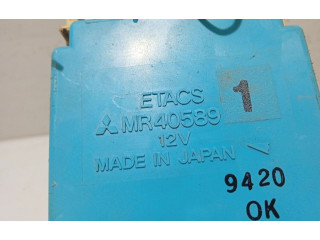 ETACS
1
MR40589
12V
MADE IN JAPAN
9420
OK